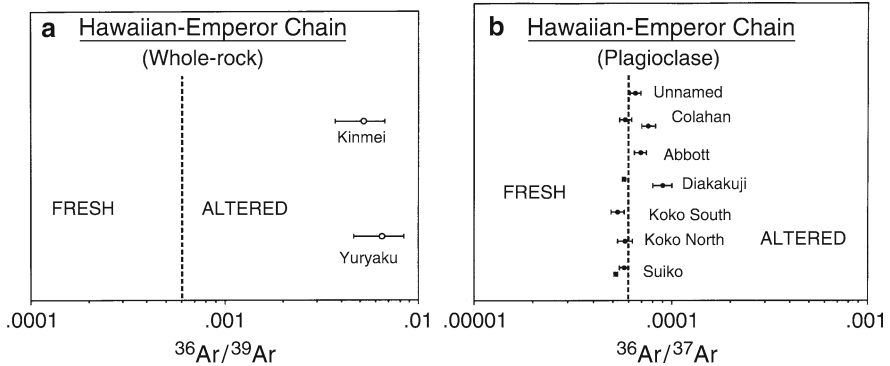 a Hawaiian-Emperor Chain
(Whole-rock)
Kinmei
FRESH ALTERED
Yuryaku
.0001 .001 .01
36Ar/39Ar
b Hawaiian-Emperor Chain
(Plagioclase)
Unnamed
Colahan
Abbott
Diakakuji
FRESH
Koko South
Koko North ALTERED
Suiko
.00001 .0001 .001
36Ar/37Ar